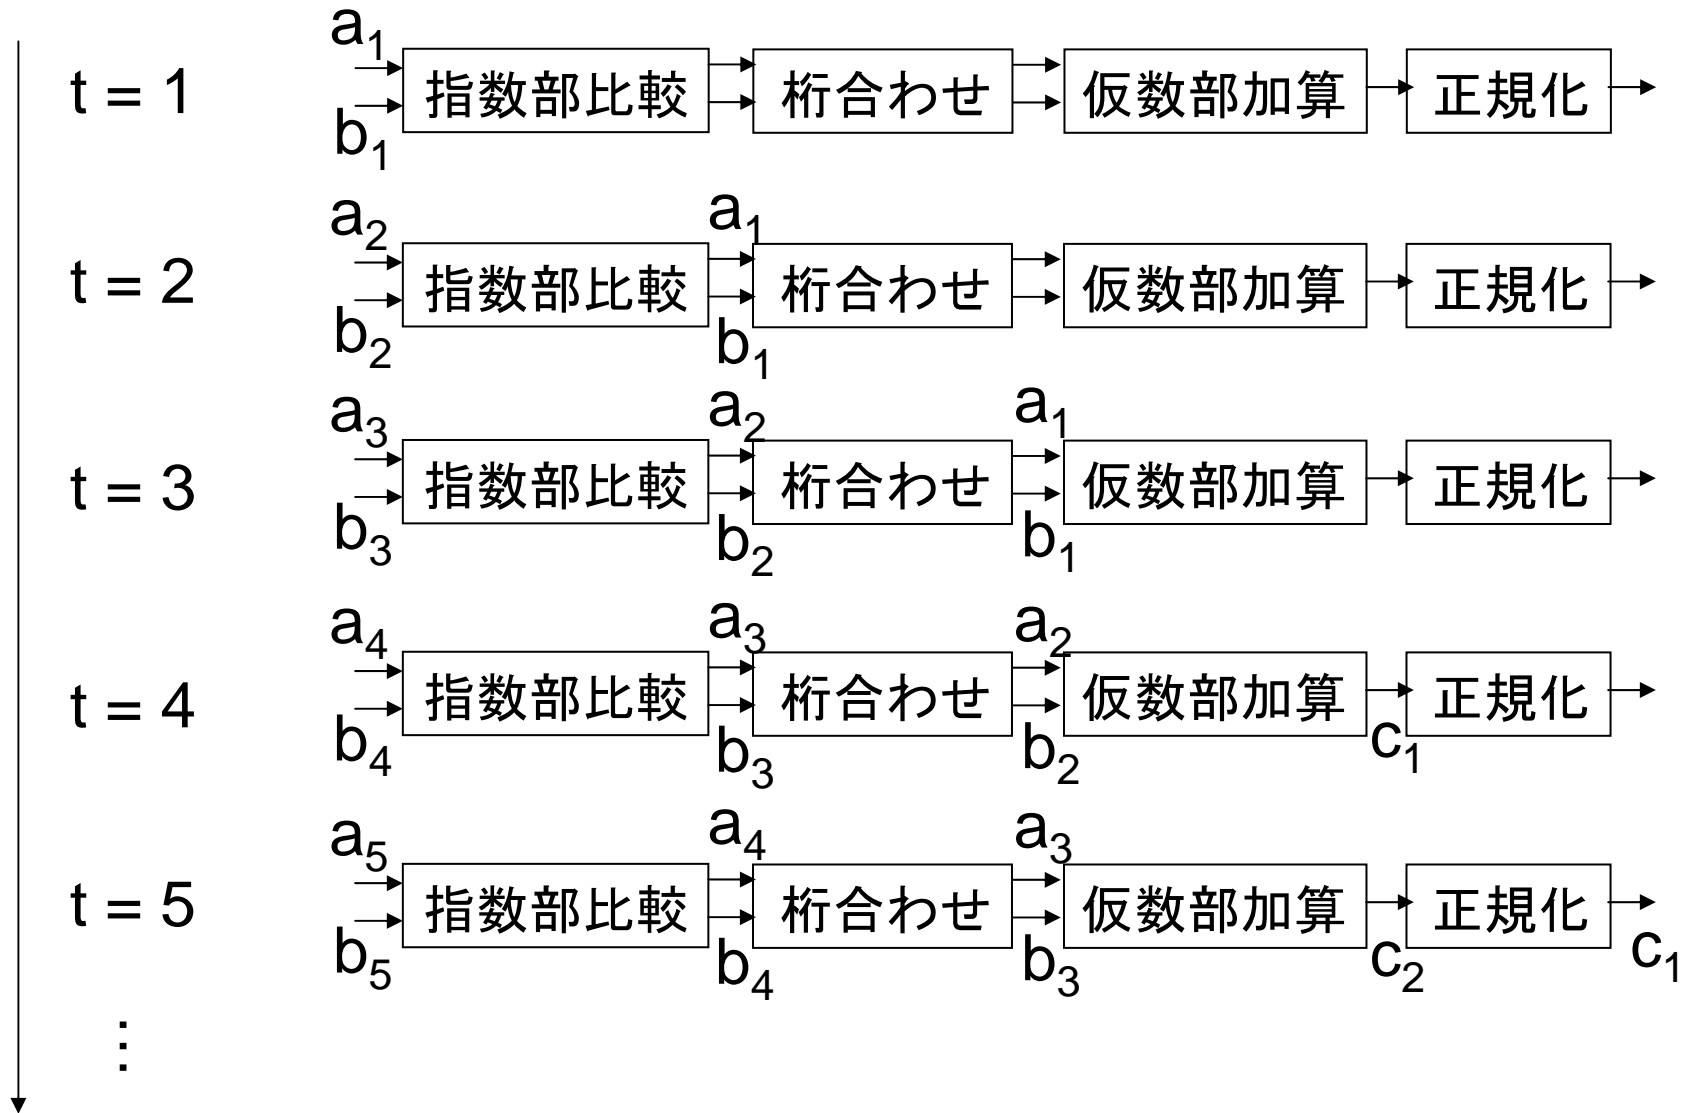 a₁
t = 1 指数部比較 桁合わせ 仮数部加算 正規化
b₁
a₂ a₁
t = 2 指数部比較 桁合わせ 仮数部加算 正規化
b₂ b₁
a₃ a₂ a₁
t = 3 指数部比較 桁合わせ 仮数部加算 正規化
b₃ b₂ b₁
a₄ a₃ a₂
t = 4 指数部比較 桁合わせ 仮数部加算 正規化
b₄ b₃ b₂ c₁
a₅ a₄ a₃
t = 5 指数部比較 桁合わせ 仮数部加算 正規化
b₅ b₄ b₃ c₂ c₁
⋮